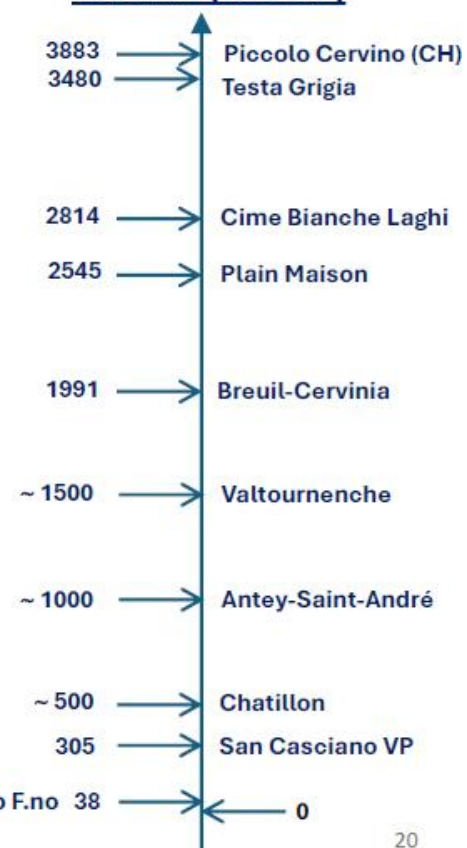 3883 Piccolo Cervino (CH)
3480 Testa Grigia
2814 Cime Bianche Laghi
2545 Plain Maison
1991 Breuil-Cervinia
~ 1500 Valtournenche
~ 1000 Antey-Saint-André
~ 500 Chatillon
305 San Casciano VP
F.no 38
0
20